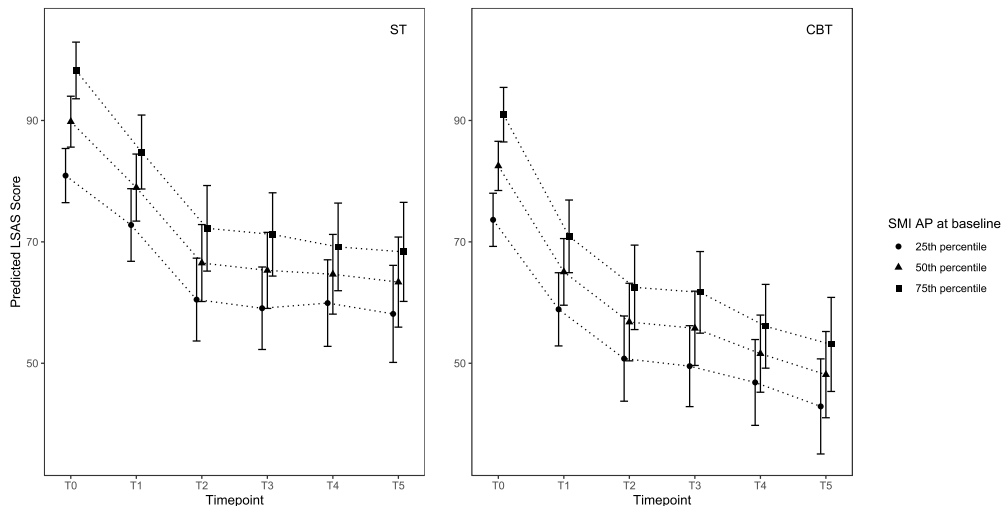 ST
CBT
Predicted LSAS Score
90
70
50
90
70
50
T0 T1 T2 T3 T4 T5
Timepoint
T0 T1 T2 T3 T4 T5
Timepoint
SMI AP at baseline
25th percentile
50th percentile
75th percentile